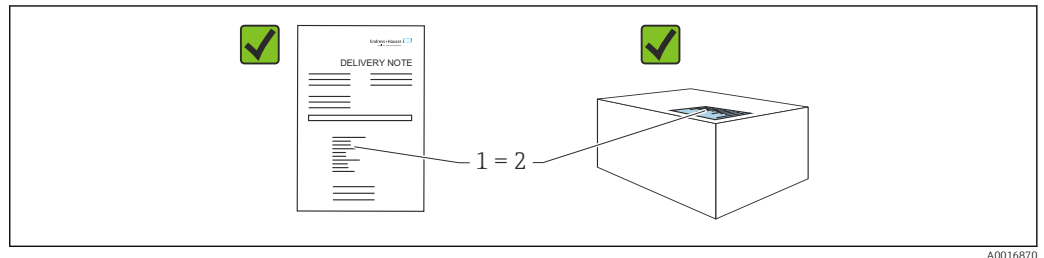 Endress+Hauser
DELIVERY NOTE
1 = 2
A0016870